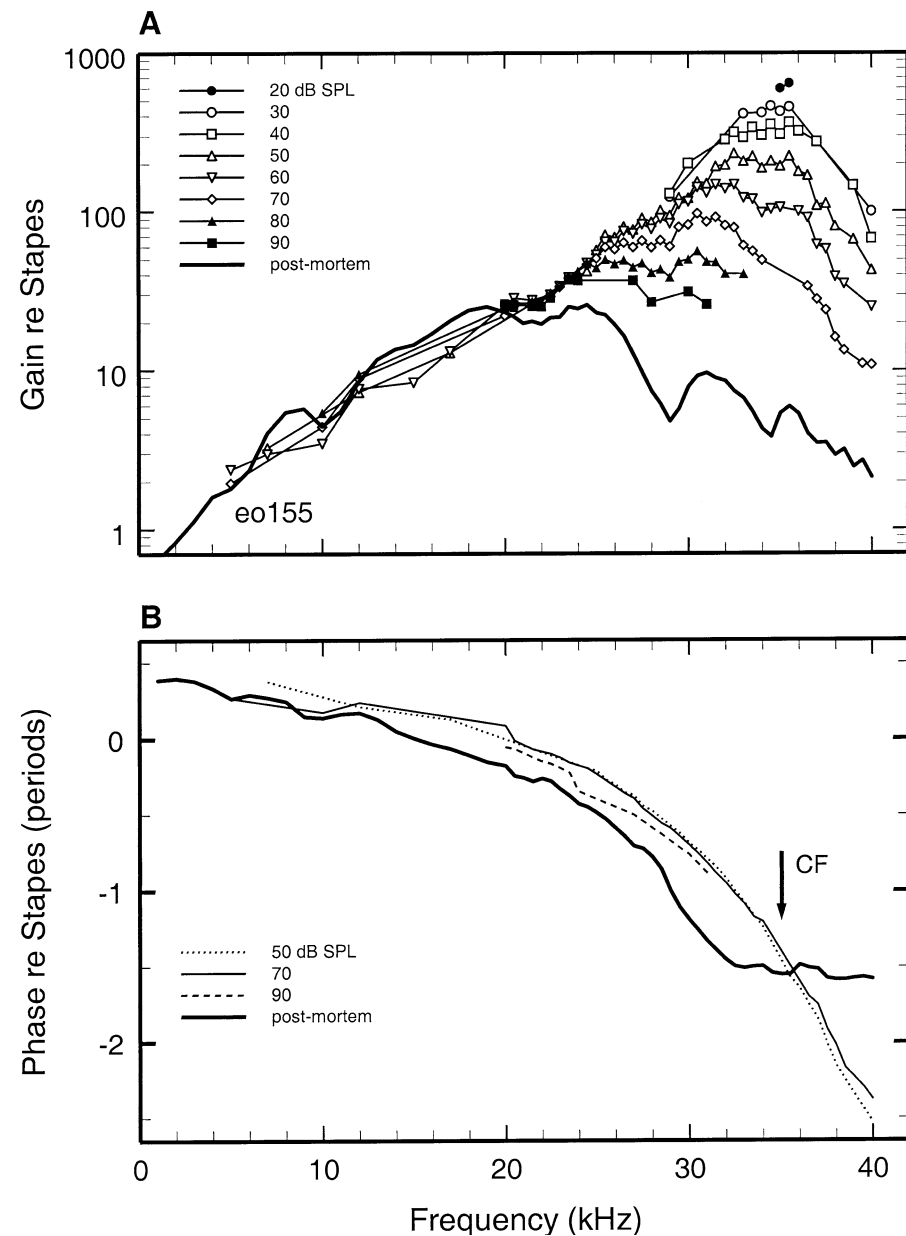 A
1000
100
10
1
Gain re Stapes
20 dB SPL
30
40
50
60
70
80
90
post-mortem
eo155
B
0
-1
-2
Phase re Stapes (periods)
CF
50 dB SPL
70
90
post-mortem
0
10
20
30
40
Frequency (kHz)